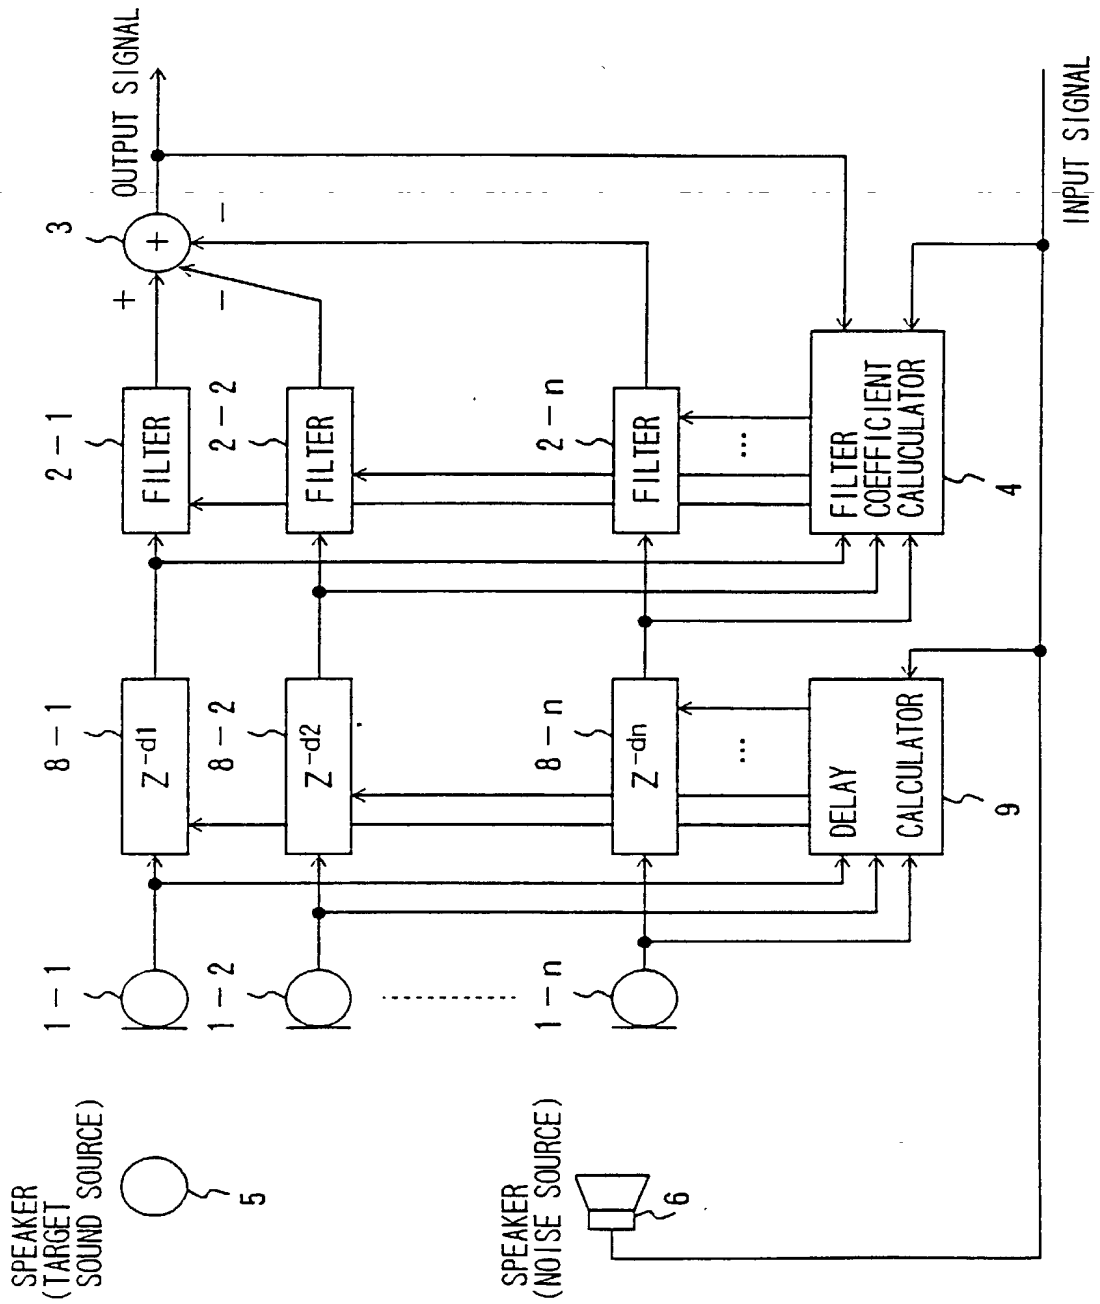 SPEAKER
(TARGET
SOUND SOURCE)
5
SPEAKER
(NOISE SOURCE)
6
1-1
1-2
1-n
8-1
Z-d1
8-2
Z-d2
8-n
Z-dn
...
DELAY
CALCULATOR
9
2-1
FILTER
2-2
FILTER
2-n
FILTER
...
FILTER
COEFFICIENT
CALUCULATOR
4
3
+
+
-
-
OUTPUT SIGNAL
INPUT SIGNAL